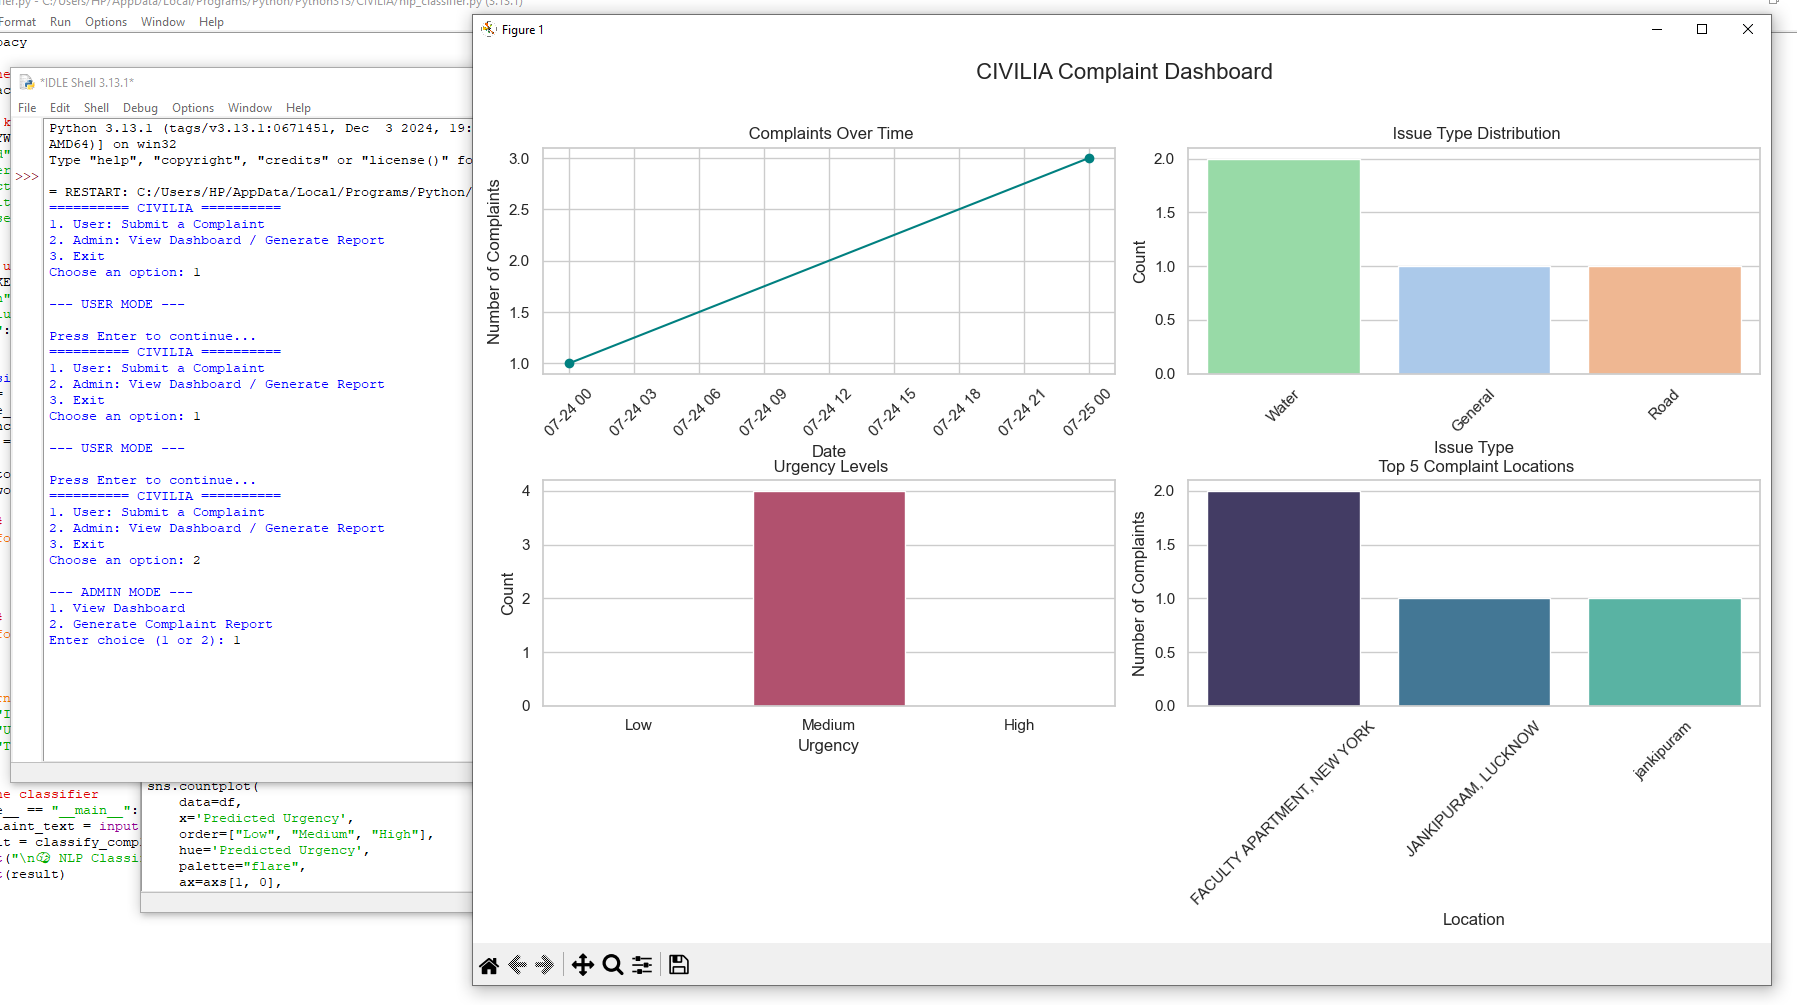 fier.py - C:/Users/HP/AppData/Local/Programs/Python/Python313/CIVILIA/nlp_classifier.py (3.13.1)
Format Run Options Window Help
*IDLE Shell 3.13.1*
File Edit Shell Debug Options Window Help
Python 3.13.1 (tags/v3.13.1:0671451, Dec  3 2024, 19:
AMD64)] on win32
Type "help", "copyright", "credits" or "license()" fo
>>>
= RESTART: C:/Users/HP/AppData/Local/Programs/Python/
========== CIVILIA ==========
1. User: Submit a Complaint
2. Admin: View Dashboard / Generate Report
3. Exit
Choose an option: 1
--- USER MODE ---
Press Enter to continue...
========== CIVILIA ==========
1. User: Submit a Complaint
2. Admin: View Dashboard / Generate Report
3. Exit
Choose an option: 1
--- USER MODE ---
Press Enter to continue...
========== CIVILIA ==========
1. User: Submit a Complaint
2. Admin: View Dashboard / Generate Report
3. Exit
Choose an option: 2
--- ADMIN MODE ---
1. View Dashboard
2. Generate Complaint Report
Enter choice (1 or 2): 1
ne classifier
e__ == "__main__":
laint_text = input
lt = classify_comp
t("\n NLP Classi
t(result)
sns.countplot(
data=df,
x='Predicted Urgency',
order=["Low", "Medium", "High"],
hue='Predicted Urgency',
palette="flare",
ax=axs[1, 0],
Figure 1
CIVILIA Complaint Dashboard
Complaints Over Time
Number of Complaints
3.0
2.5
2.0
1.5
1.0
07-24 00
07-24 03
07-24 06
07-24 09
07-24 12
07-24 15
07-24 18
07-24 21
07-25 00
Date
Issue Type Distribution
Count
2.0
1.5
1.0
0.5
0.0
Water
General
Road
Issue Type
Urgency Levels
Count
4
3
2
1
0
Low
Medium
High
Urgency
Top 5 Complaint Locations
Number of Complaints
2.0
1.5
1.0
0.5
0.0
FACULTY APARTMENT, NEW YORK
JANKIPURAM, LUCKNOW
jankipuram
Location